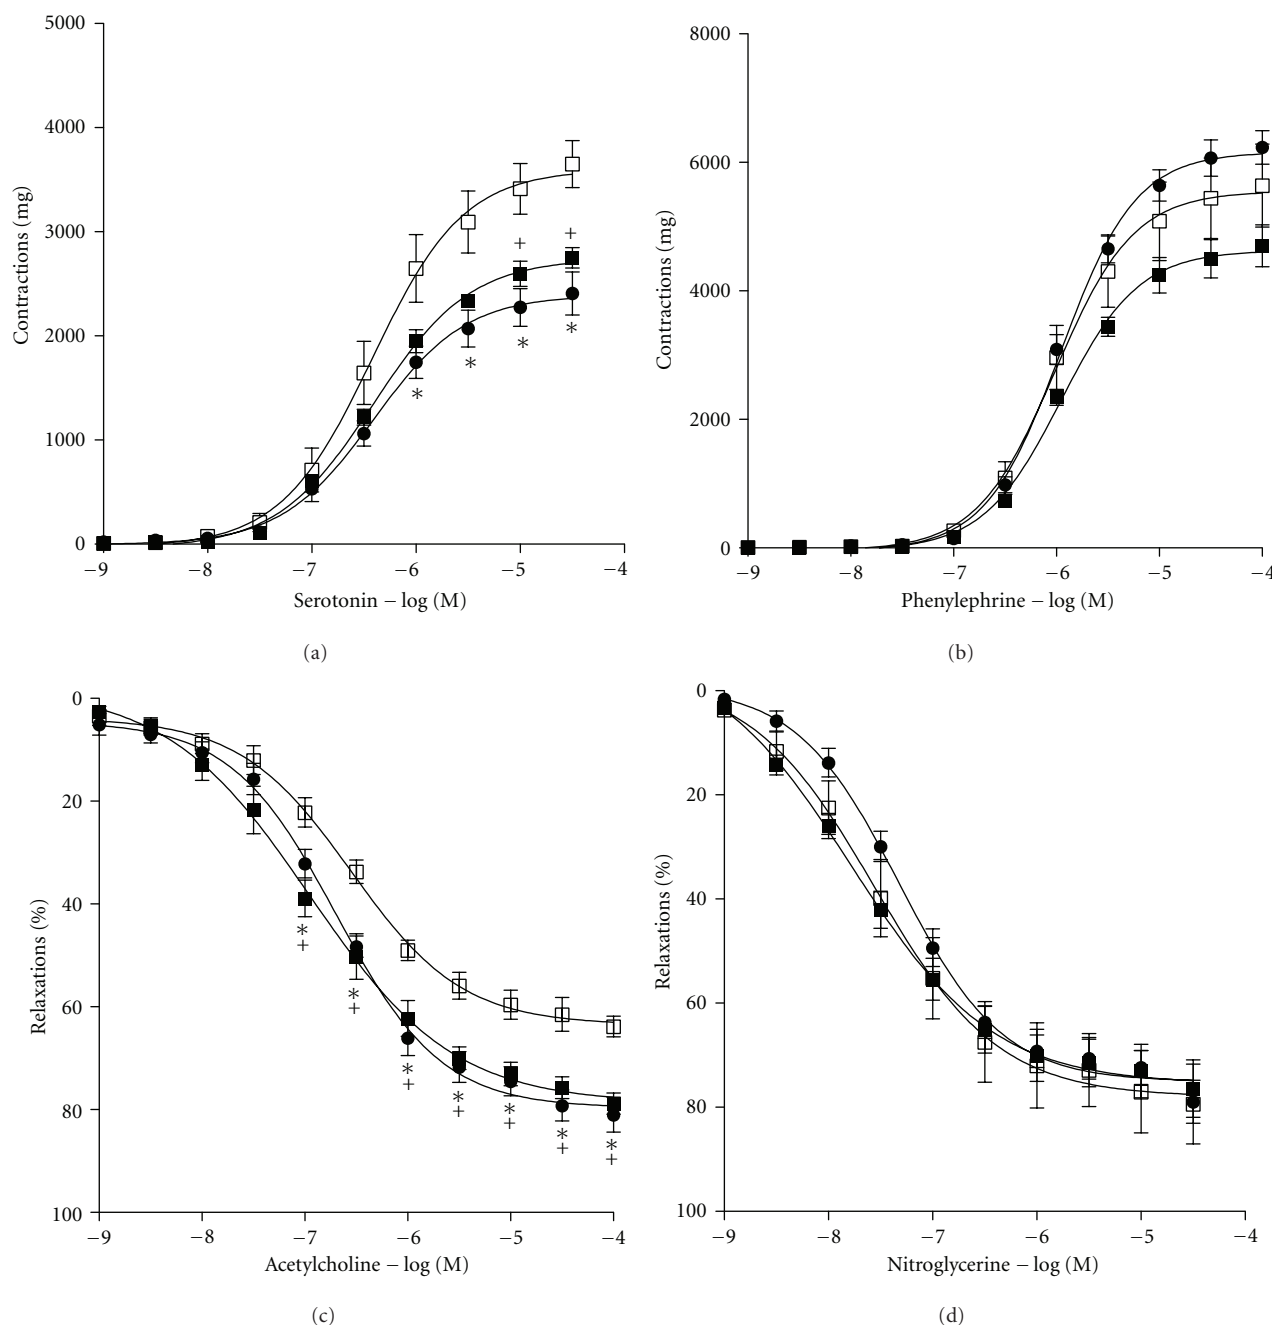 5000
4000
3000
2000
1000
0
Contractions (mg)
+
+
*
*
*
*
−9 −8 −7 −6 −5 −4
Serotonin − log (M)
(a)
8000
6000
4000
2000
0
Contractions (mg)
−9 −8 −7 −6 −5 −4
Phenylephrine − log (M)
(b)
0
20
40
60
80
100
Relaxations (%)
*
+
*
+
*
+
*
+
*
+
*
+
*
+
−9 −8 −7 −6 −5 −4
Acetylcholine − log (M)
(c)
0
20
40
60
80
100
Relaxations (%)
−9 −8 −7 −6 −5 −4
Nitroglycerine − log (M)
(d)